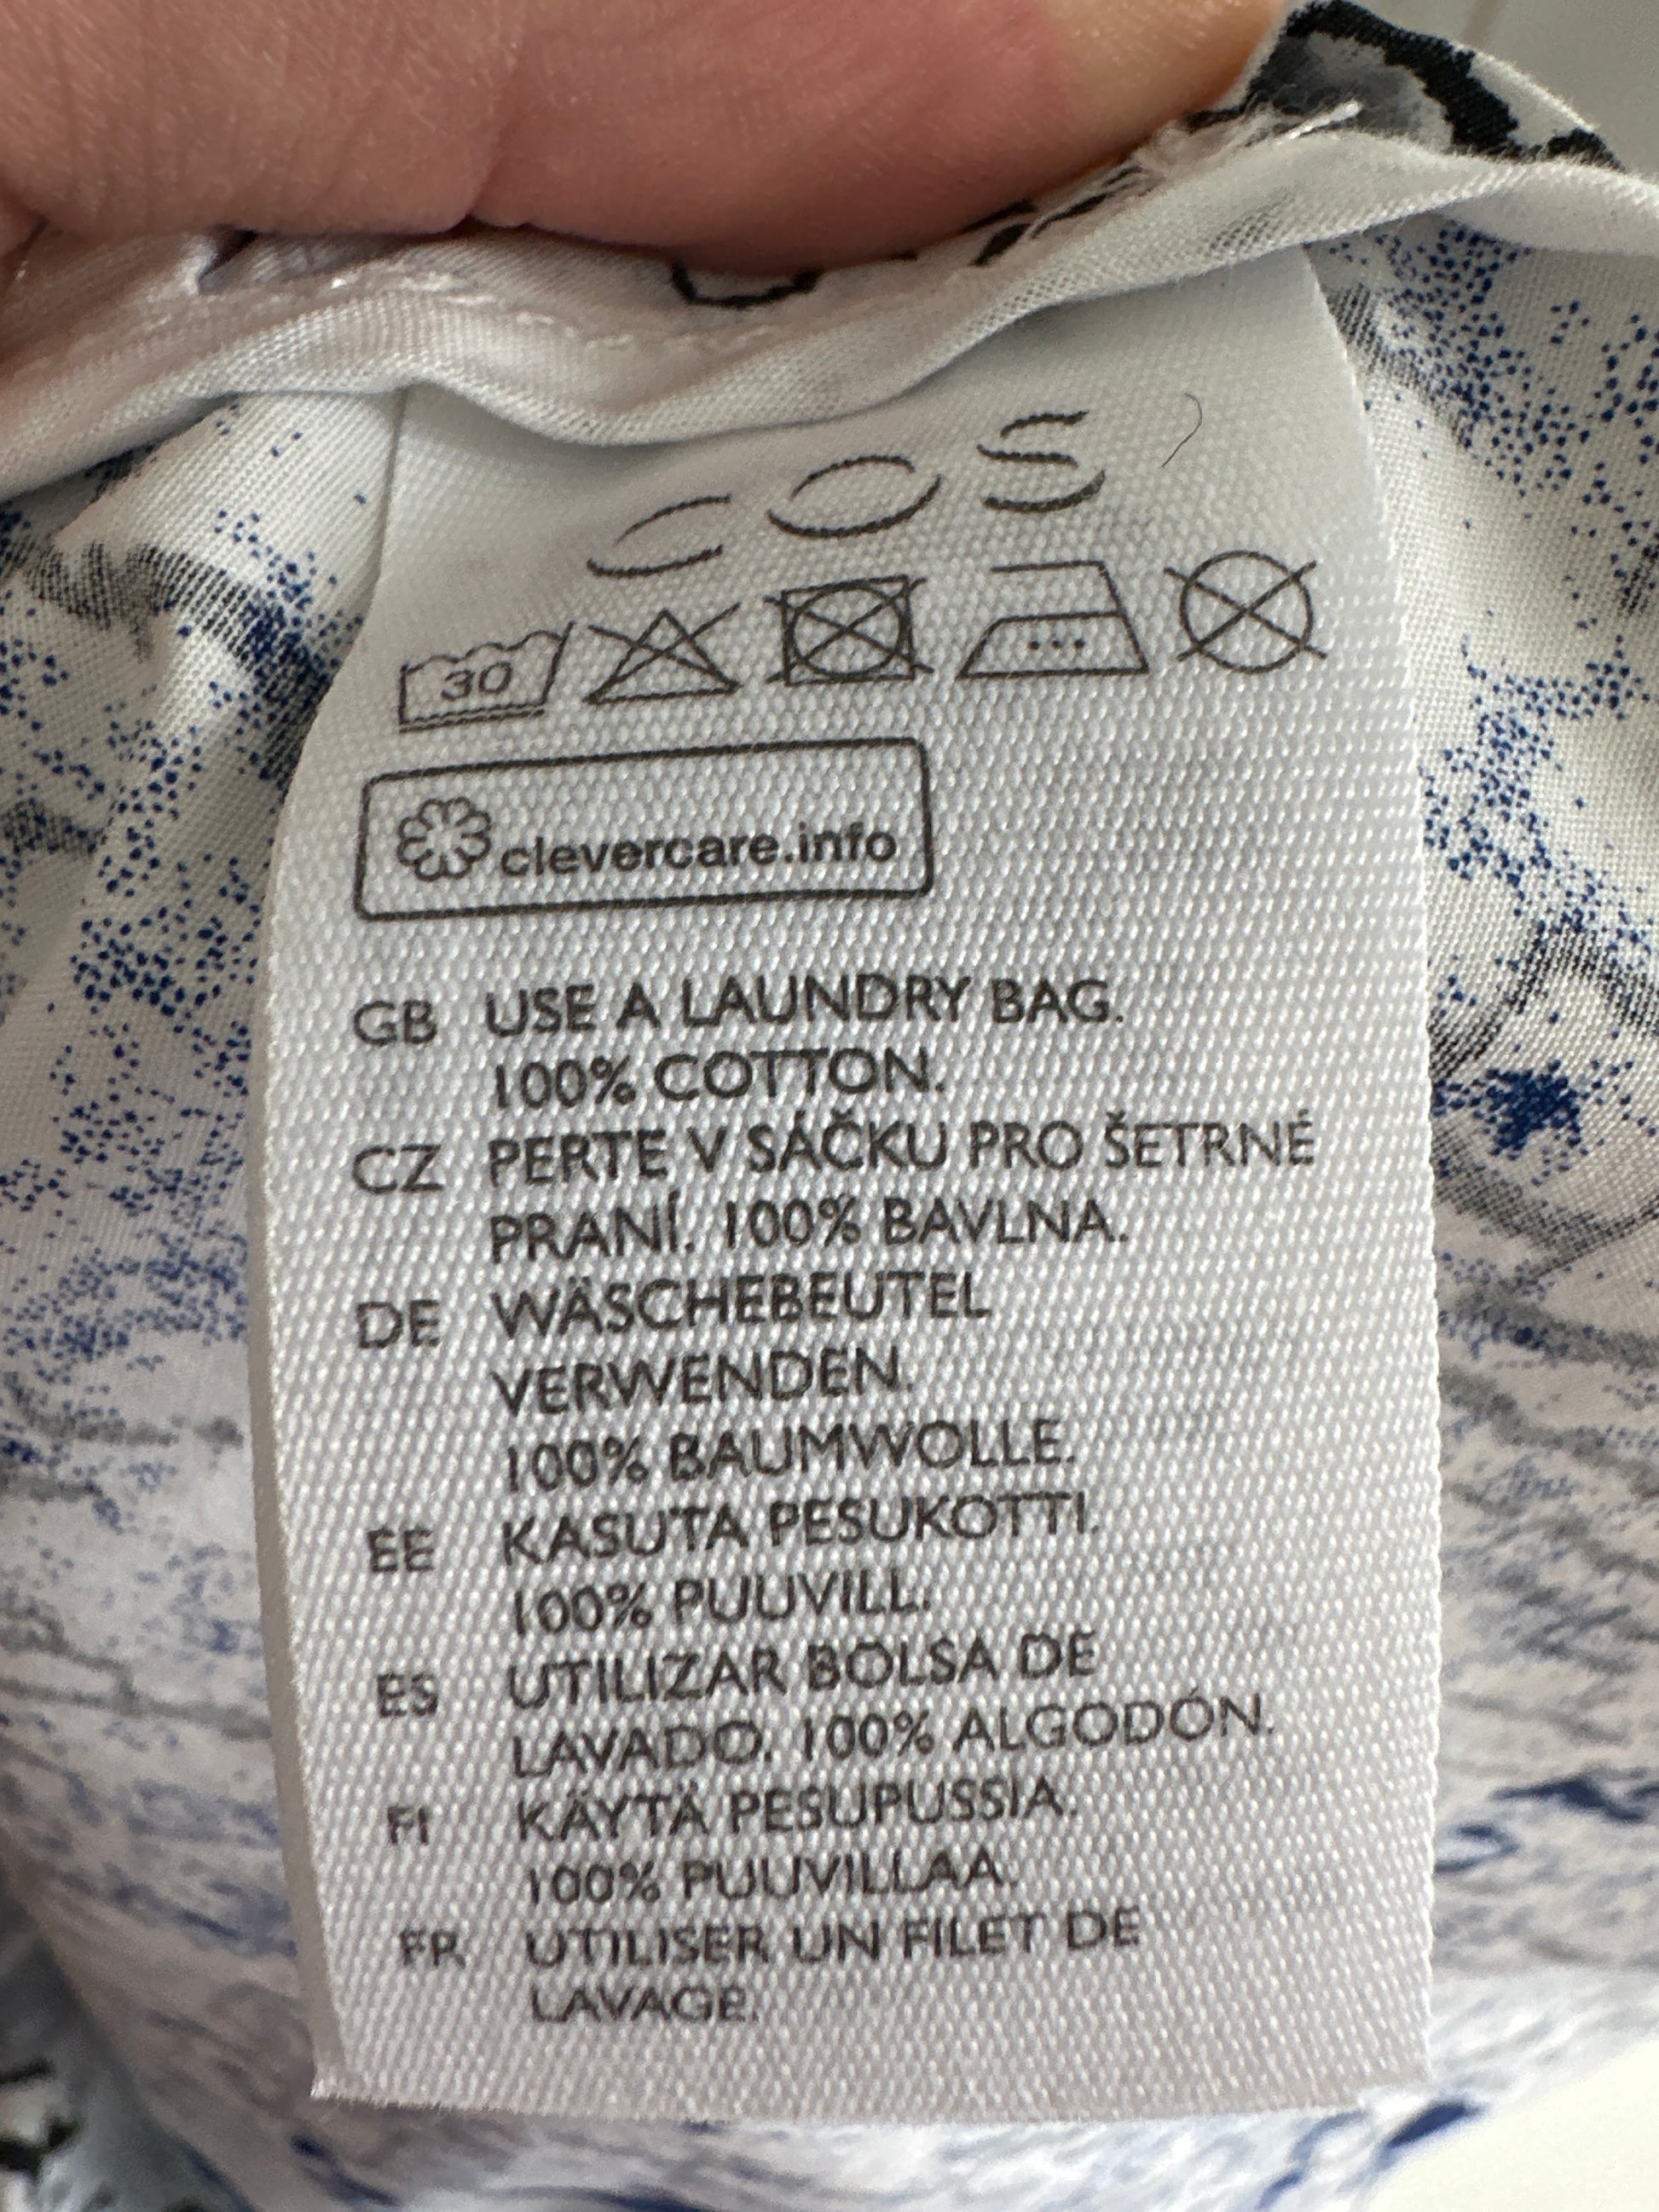 COS
30
clevercare.info
GB USE A LAUNDRY BAG.
100% COTTON.
CZ PERTE V SÁČKU PRO ŠETRNÉ
PRANÍ. 100% BAVLNA.
DE WÄSCHEBEUTEL
VERWENDEN.
100% BAUMWOLLE.
EE KASUTA PESUKOTTI.
100% PUUVILL.
ES UTILIZAR BOLSA DE
LAVADO. 100% ALGODÓN.
FI KÄYTÄ PESUPUSSIA.
100% PUUVILLAA.
FR UTILISER UN FILET DE
LAVAGE.